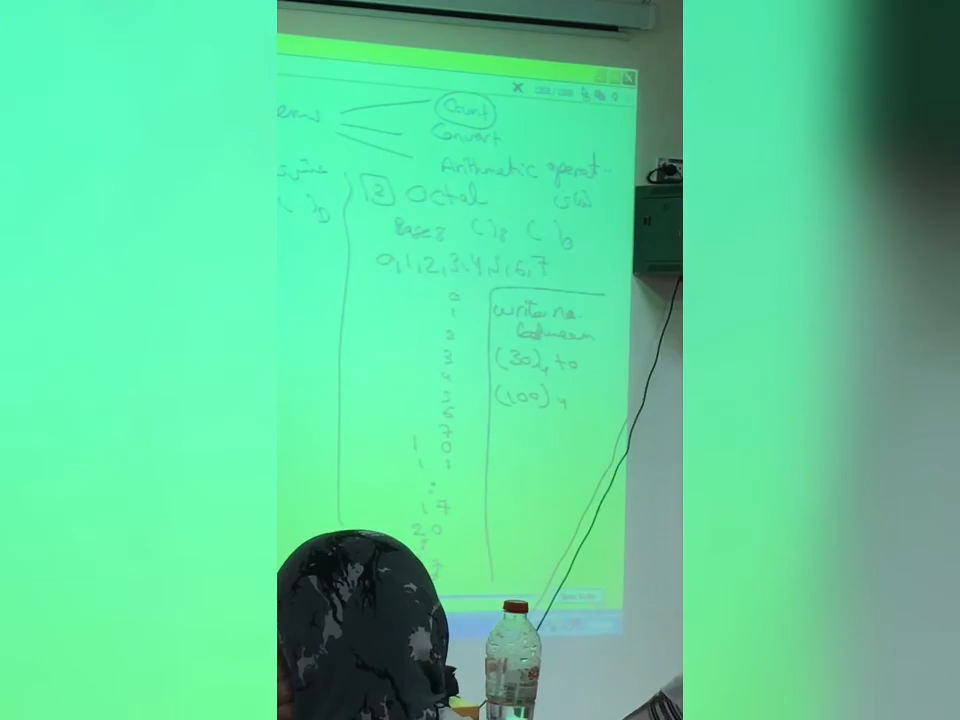 Count
Convert
Arithmetic operat..
2 Octal
Base 8 ( )8 ( )o
0,1,2,3,4,5,6,7
0
1
2
3
4
5
6
7
1 0
1 1
:
1 7
2 0
:
7
write no.
between
(30)4 to
(100)4